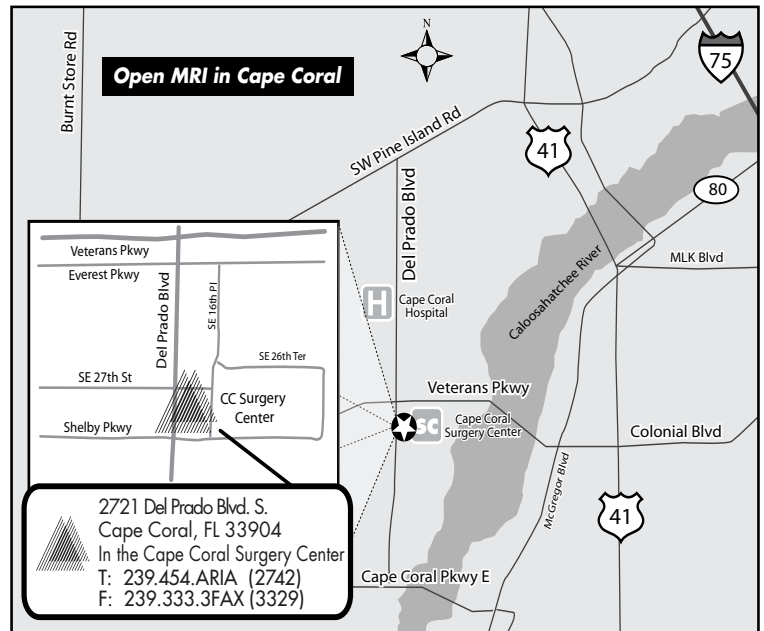 N
Open MRI in Cape Coral
Burnt Store Rd
SW Pine Island Rd
75
41
80
Del Prado Blvd
MLK Blvd
Caloosahatchee River
H
Cape Coral
Hospital
Veterans Pkwy
SC
Cape Coral
Surgery Center
Colonial Blvd
McGregor Blvd
41
Cape Coral Pkwy E
Veterans Pkwy
Everest Pkwy
Del Prado Blvd
SE 16th Pl
SE 26th Ter
SE 27th St
CC Surgery
Center
Shelby Pkwy
2721 Del Prado Blvd. S.
Cape Coral, FL 33904
In the Cape Coral Surgery Center
T: 239.454.ARIA (2742)
F: 239.333.3FAX (3329)